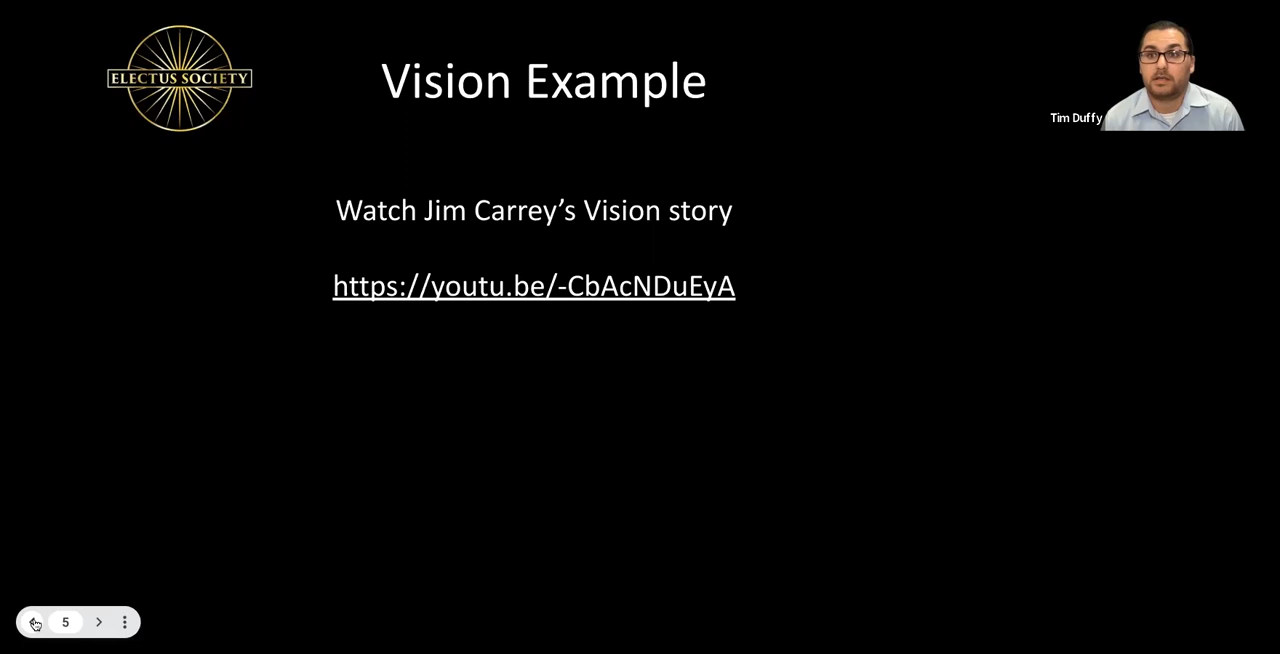 ELECTUS SOCIETY
Vision Example
Tim Duffy
Watch Jim Carrey’s Vision story
https://youtu.be/-CbAcNDuEyA
5